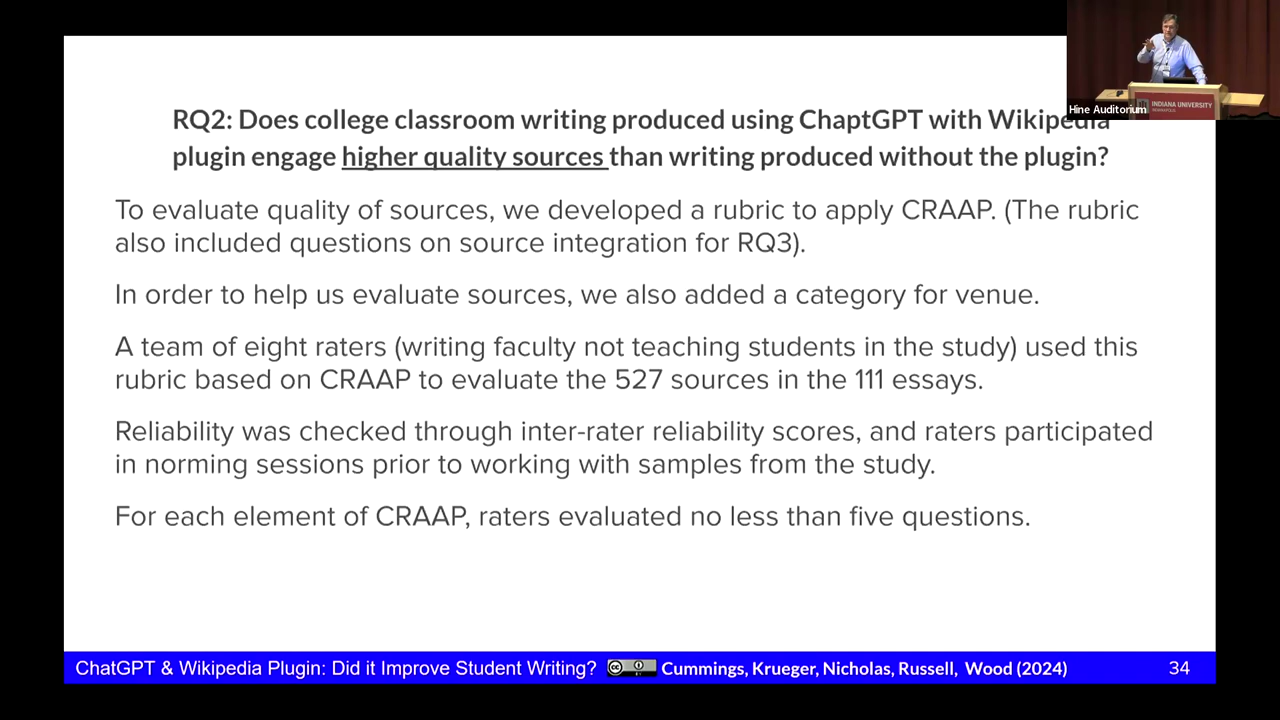 RQ2: Does college classroom writing produced using ChaptGPT with Wikipedia
plugin engage higher quality sources than writing produced without the plugin?
To evaluate quality of sources, we developed a rubric to apply CRAAP. (The rubric
also included questions on source integration for RQ3).
In order to help us evaluate sources, we also added a category for venue.
A team of eight raters (writing faculty not teaching students in the study) used this
rubric based on CRAAP to evaluate the 527 sources in the 111 essays.
Reliability was checked through inter-rater reliability scores, and raters participated
in norming sessions prior to working with samples from the study.
For each element of CRAAP, raters evaluated no less than five questions.
ChatGPT & Wikipedia Plugin: Did it Improve Student Writing? Cummings, Krueger, Nicholas, Russell, Wood (2024) 34
Hine Auditorium
INDIANA UNIVERSITY